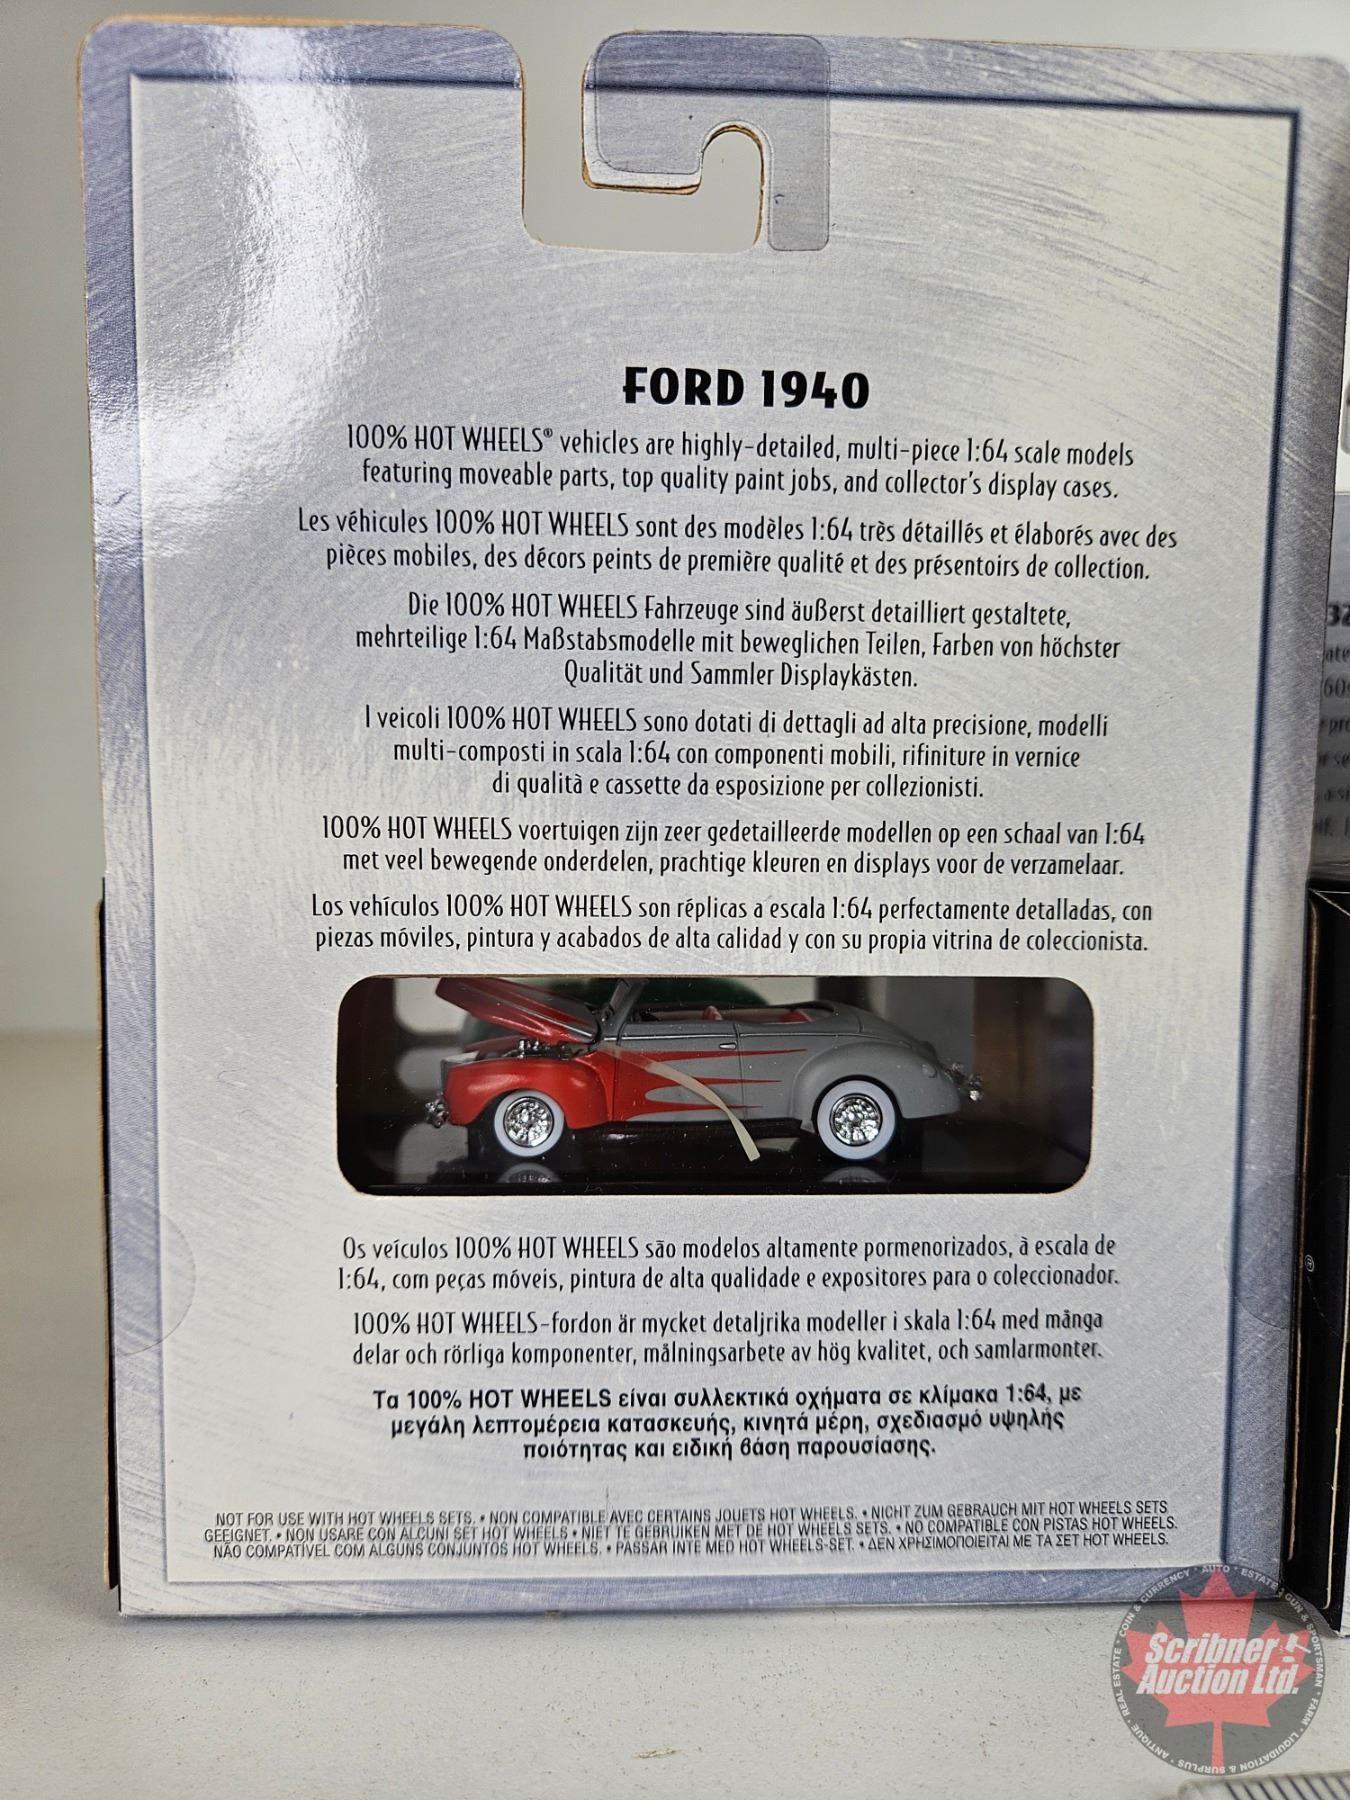 FORD 1940
100% HOT WHEELS® vehicles are highly-detailed, multi-piece 1:64 scale models
featuring moveable parts, top quality paint jobs, and collector's display cases.
Les véhicules 100% HOT WHEELS sont des modèles 1:64 très détaillés et élaborés avec des
pièces mobiles, des décors peints de première qualité et des présentoirs de collection.
Die 100% HOT WHEELS Fahrzeuge sind äußerst detailliert gestaltete,
mehrteilige 1:64 Maßstabsmodelle mit beweglichen Teilen, Farben von höchster
Qualität und Sammler Displaykästen.
I veicoli 100% HOT WHEELS sono dotati di dettagli ad alta precisione, modelli
multi-composti in scala 1:64 con componenti mobili, rifiniture in vernice
di qualità e cassette da esposizione per collezionisti.
100% HOT WHEELS voertuigen zijn zeer gedetailleerde modellen op een schaal van 1:64
met veel bewegende onderdelen, prachtige kleuren en displays voor de verzamelaar.
Los vehículos 100% HOT WHEELS son réplicas a escala 1:64 perfectamente detalladas, con
piezas móviles, pintura y acabados de alta calidad y con su propia vitrina de coleccionista.
Os veículos 100% HOT WHEELS são modelos altamente pormenorizados, à escala de
1:64, com peças móveis, pintura de alta qualidade e expositores para o coleccionador.
100% HOT WHEELS-fordon är mycket detaljrika modeller i skala 1:64 med många
delar och rörliga komponenter, målningsarbete av hög kvalitet, och samlarmonter.
Τα 100% HOT WHEELS είναι συλλεκτικά οχήματα σε κλίμακα 1:64, με
μεγάλη λεπτομέρεια κατασκευής, κινητά μέρη, σχεδιασμό υψηλής
ποιότητας και ειδική βάση παρουσίασης.
NOT FOR USE WITH HOT WHEELS SETS. • NON COMPATIBLE AVEC CERTAINS JOUETS HOT WHEELS. • NICHT ZUM GEBRAUCH MIT HOT WHEELS SETS
GEEIGNET. • NON USARE CON ALCUNI SET HOT WHEELS • NIET TE GEBRUIKEN MET DE HOT WHEELS SETS. • NO COMPATIBLE CON PISTAS HOT WHEELS.
NÃO COMPATÍVEL COM ALGUNS CONJUNTOS HOT WHEELS. • PASSAR INTE MED HOT WHEELS-SET. • ΔΕΝ ΧΡΗΣΙΜΟΠΟΙΕΙΤΑΙ ΜΕ ΤΑ ΣΕΤ HOT WHEELS.
COIN & CURRENCY • AUTO • ESTATE • GUN & SPORTSMAN • FARM • LIQUIDATION & SURPLUS • ANTIQUE • REAL ESTATE •
Scribner
Auction Ltd.